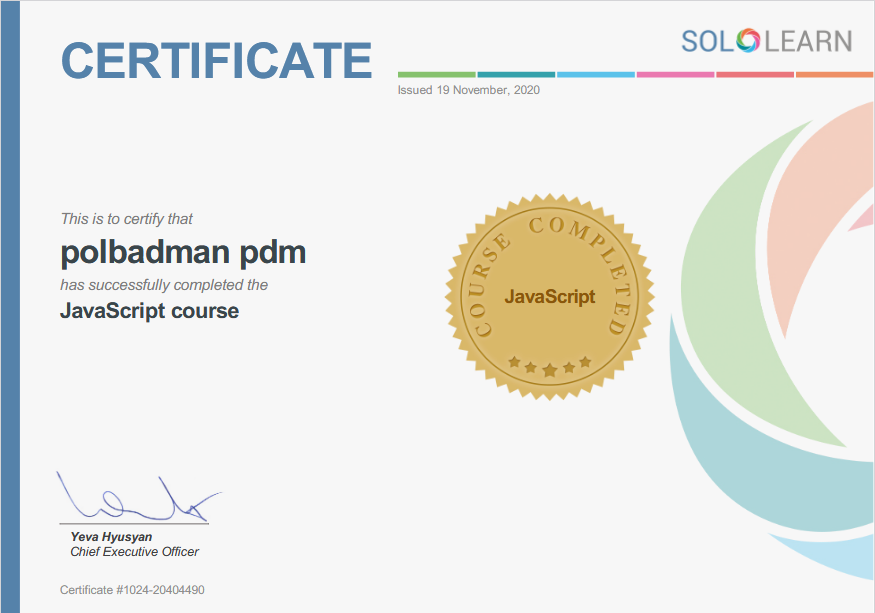 CERTIFICATE
SOLOLEARN
Issued 19 November, 2020
This is to certify that
polbadman pdm
has successfully completed the
JavaScript course
COURSE COMPLETED
JavaScript
Yeva Hyusyan
Chief Executive Officer
Certificate #1024-20404490